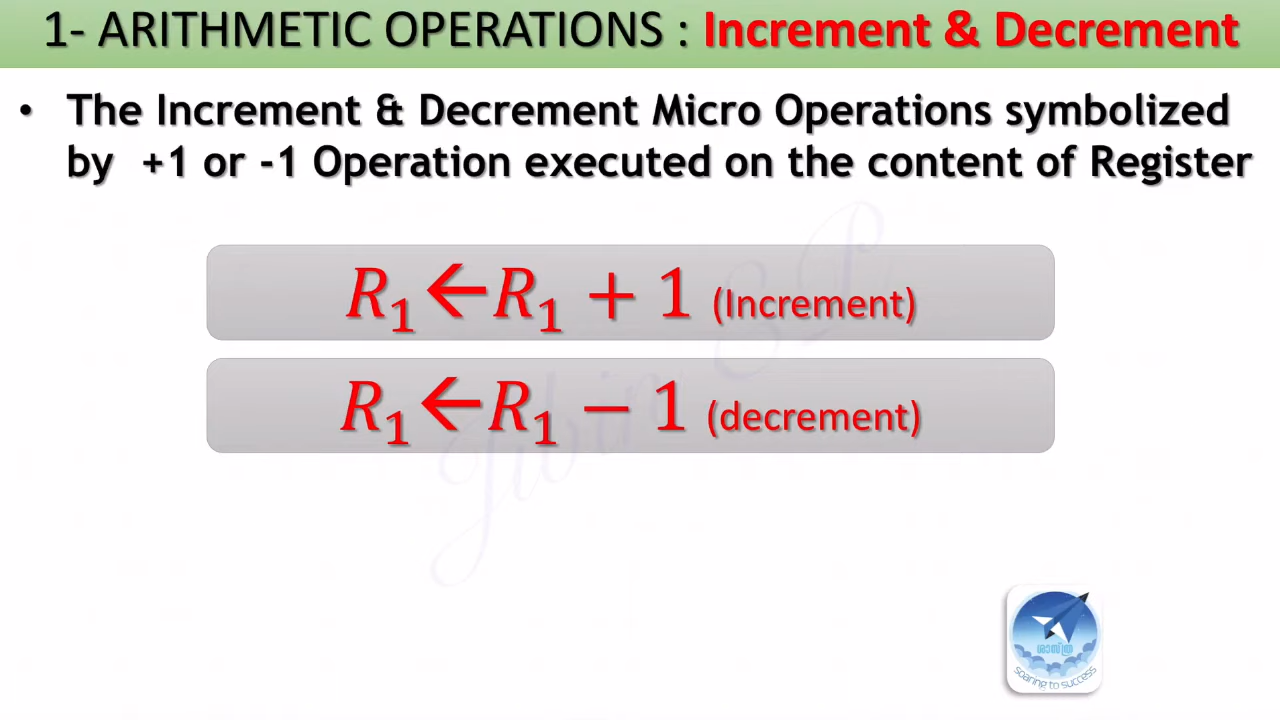 1- ARITHMETIC OPERATIONS : Increment & Decrement
• The Increment & Decrement Micro Operations symbolized
by +1 or -1 Operation executed on the content of Register
R₁←R₁ + 1 (Increment)
R₁←R₁ − 1 (decrement)
Jibin S P
ശാസ്ത്ര
soaring to success